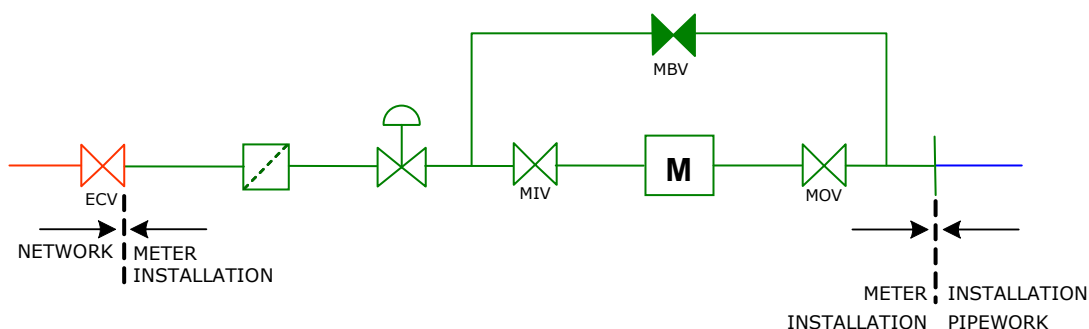 MBV
M
ECV
MIV
MOV
NETWORK
METER
INSTALLATION
METER
INSTALLATION
INSTALLATION
PIPEWORK